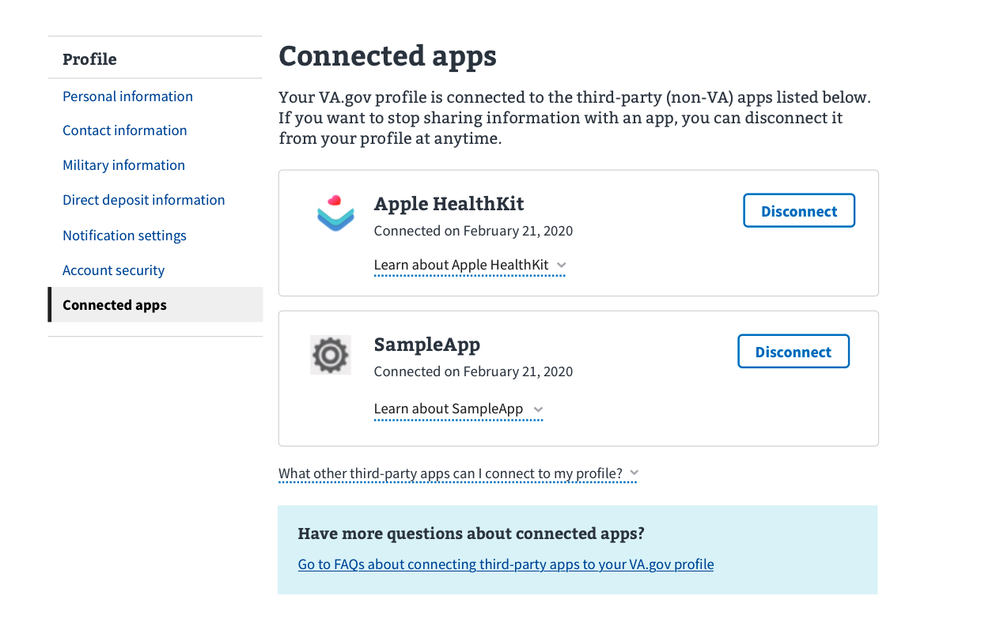 Profile
Personal information
Contact information
Military information
Direct deposit information
Notification settings
Account security
Connected apps
Connected apps
Your VA.gov profile is connected to the third-party (non-VA) apps listed below.
If you want to stop sharing information with an app, you can disconnect it
from your profile at anytime.
Apple HealthKit
Disconnect
Connected on February 21, 2020
Learn about Apple HealthKit
SampleApp
Disconnect
Connected on February 21, 2020
Learn about SampleApp
What other third-party apps can I connect to my profile?
Have more questions about connected apps?
Go to FAQs about connecting third-party apps to your VA.gov profile